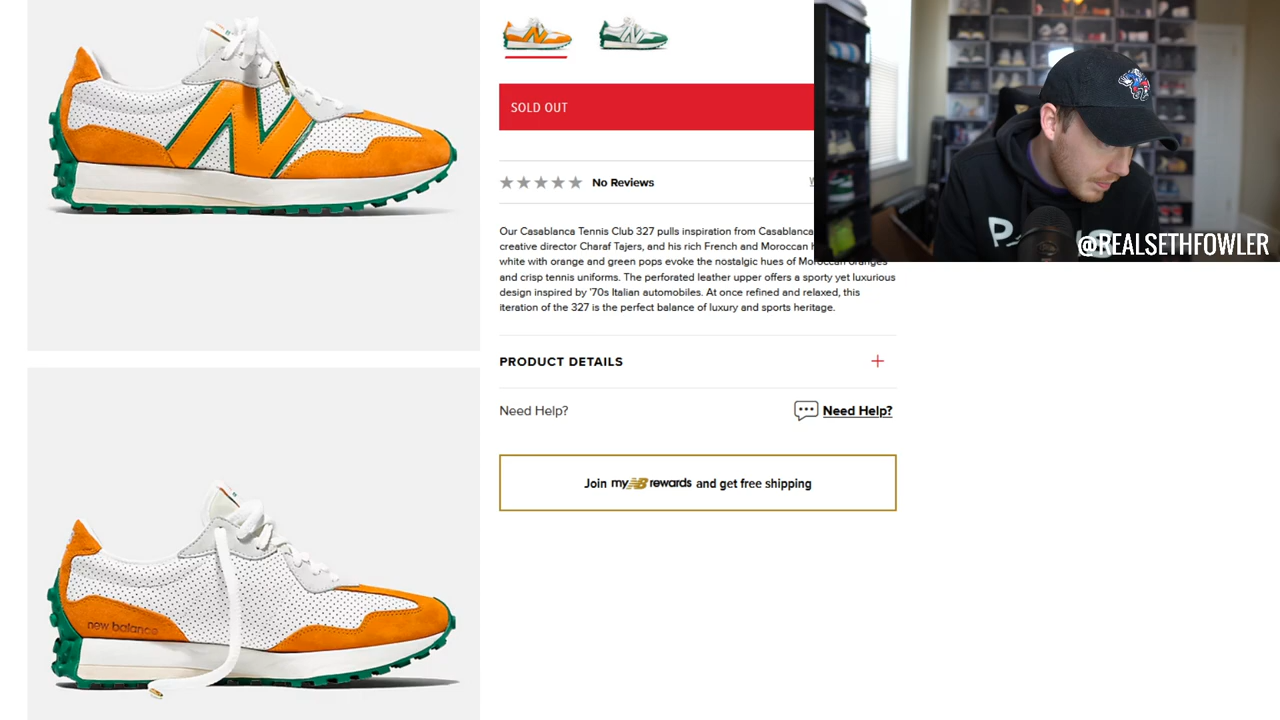 SOLD OUT
No Reviews
Our Casablanca Tennis Club 327 pulls inspiration from Casablanca
creative director Charaf Tajers, and his rich French and Moroccan
white with orange and green pops evoke the nostalgic hues of Moroccan oranges
and crisp tennis uniforms. The perforated leather upper offers a sporty yet luxurious
design inspired by '70s Italian automobiles. At once refined and relaxed, this
iteration of the 327 is the perfect balance of luxury and sports heritage.
PRODUCT DETAILS +
Need Help? Need Help?
Join myNB rewards and get free shipping
@REALSETHFOWLER
N
new balance